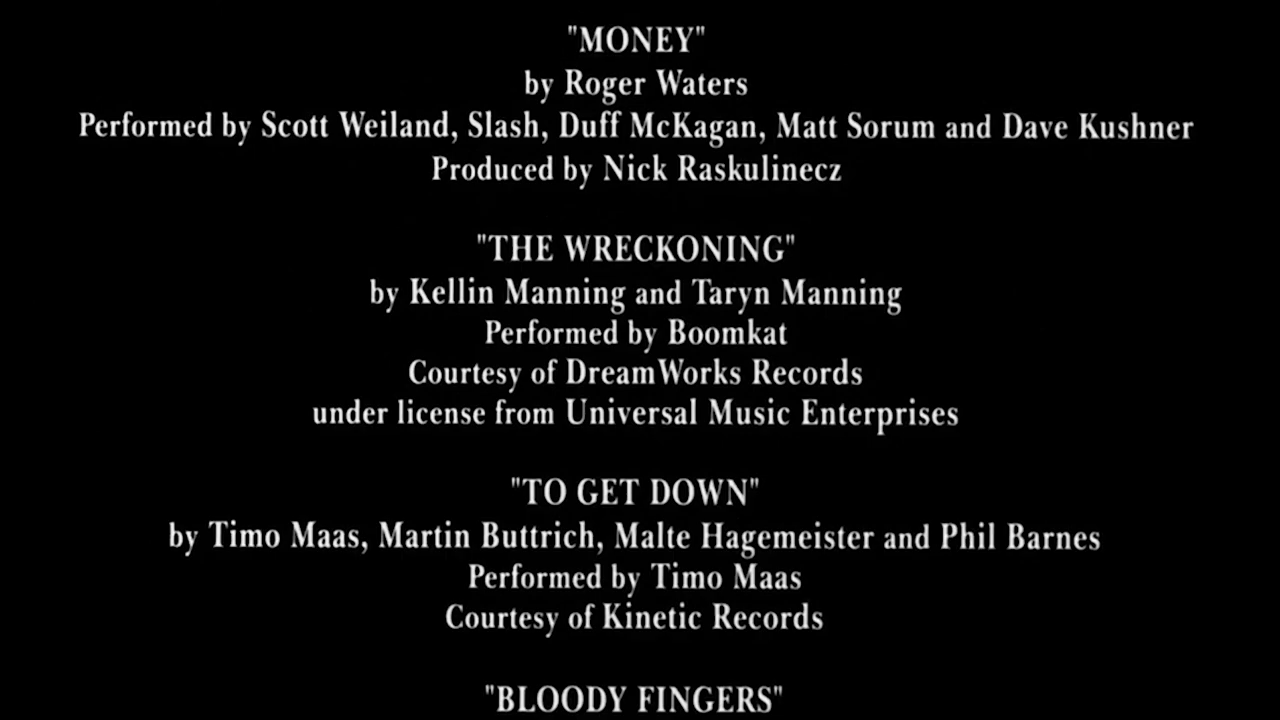 "MONEY"
by Roger Waters
Performed by Scott Weiland, Slash, Duff McKagan, Matt Sorum and Dave Kushner
Produced by Nick Raskulinecz
"THE WRECKONING"
by Kellin Manning and Taryn Manning
Performed by Boomkat
Courtesy of DreamWorks Records
under license from Universal Music Enterprises
"TO GET DOWN"
by Timo Maas, Martin Buttrich, Malte Hagemeister and Phil Barnes
Performed by Timo Maas
Courtesy of Kinetic Records
"BLOODY FINGERS"